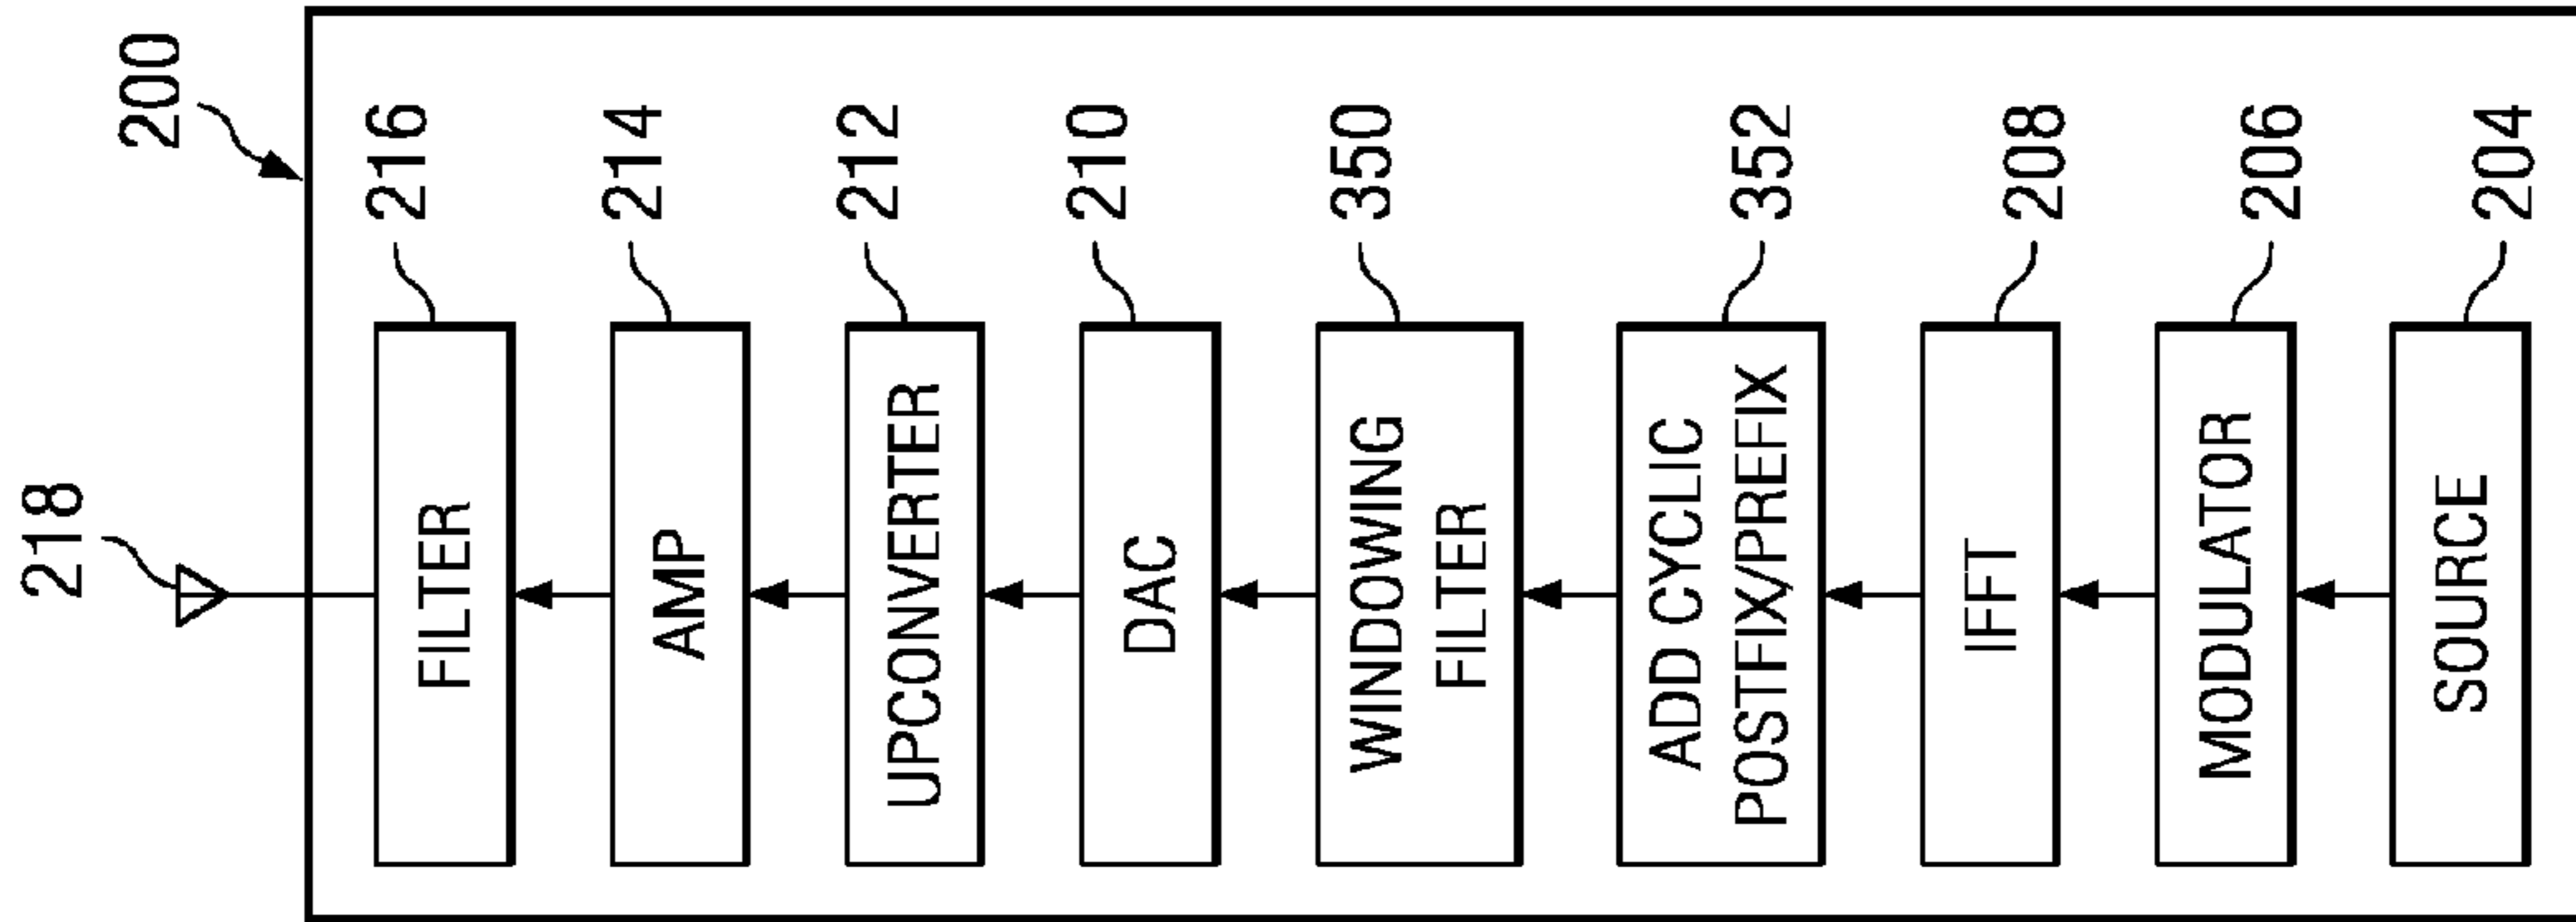 218
200
FILTER
216
AMP
214
UPCONVERTER
212
DAC
210
WINDOWING
FILTER
350
ADD CYCLIC
POSTFIX/PREFIX
352
IFFT
208
MODULATOR
206
SOURCE
204